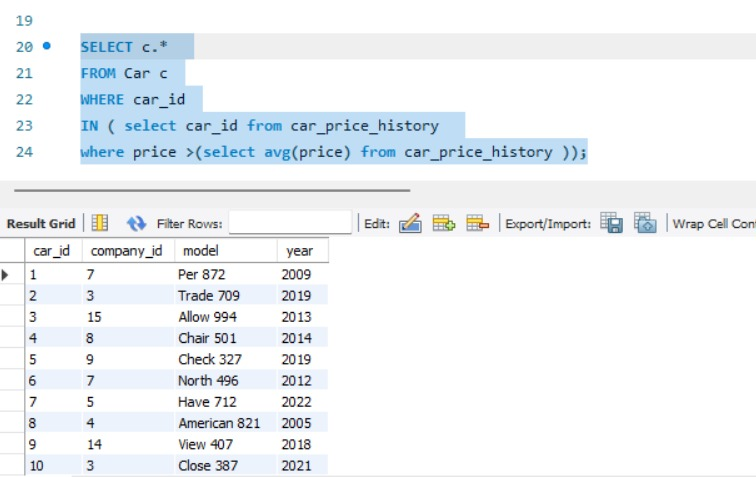 19
20 SELECT c.*
21 FROM Car c
22 WHERE car_id
23 IN ( select car_id from car_price_history
24 where price >(select avg(price) from car_price_history ));
Result Grid Filter Rows: Edit: Export/Import: Wrap Cell Con
car_id company_id model year
1 7 Per 872 2009
2 3 Trade 709 2019
3 15 Allow 994 2013
4 8 Chair 501 2014
5 9 Check 327 2019
6 7 North 496 2012
7 5 Have 712 2022
8 4 American 821 2005
9 14 View 407 2018
10 3 Close 387 2021